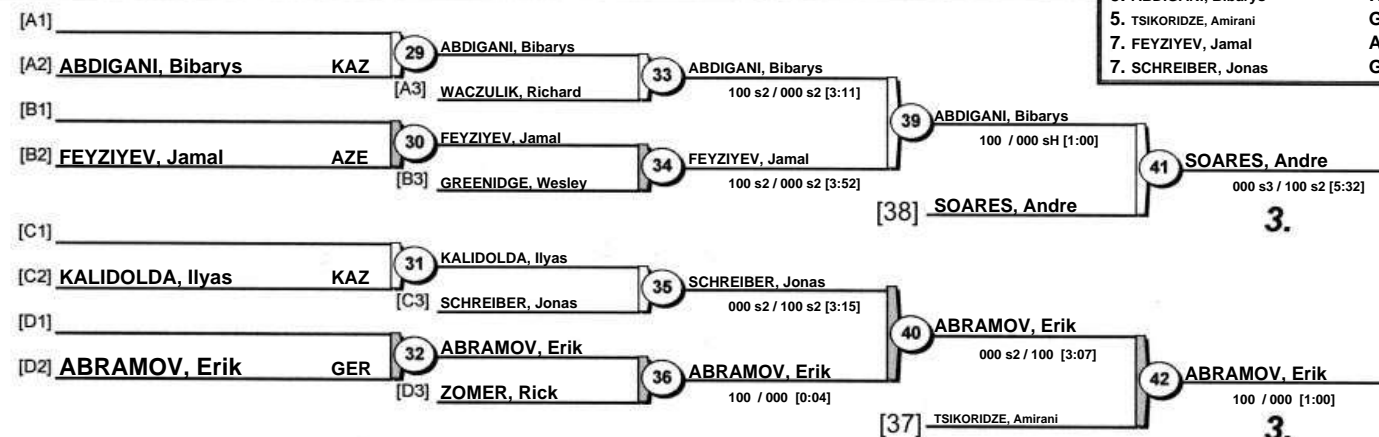 5. TSIKORIDZE, Amirani G
7. FEYZIYEV, Jamal A
7. SCHREIBER, Jonas G
[A1]
[A2] ABDIGANI, Bibarys KAZ
29
ABDIGANI, Bibarys
[A3] WACZULIK, Richard
33
ABDIGANI, Bibarys
100 s2 / 000 s2 [3:11]
[B1]
[B2] FEYZIYEV, Jamal AZE
30
FEYZIYEV, Jamal
[B3] GREENIDGE, Wesley
34
FEYZIYEV, Jamal
100 s2 / 000 s2 [3:52]
39
ABDIGANI, Bibarys
100 / 000 sH [1:00]
[38] SOARES, Andre
41
SOARES, Andre
000 s3 / 100 s2 [5:32]
3.
[C1]
[C2] KALIDOLDA, Ilyas KAZ
31
KALIDOLDA, Ilyas
[C3] SCHREIBER, Jonas
35
SCHREIBER, Jonas
000 s2 / 100 s2 [3:15]
[D1]
[D2] ABRAMOV, Erik GER
32
ABRAMOV, Erik
[D3] ZOMER, Rick
36
ABRAMOV, Erik
100 / 000 [0:04]
40
ABRAMOV, Erik
000 s2 / 100 [3:07]
[37] TSIKORIDZE, Amirani
42
ABRAMOV, Erik
100 / 000 [1:00]
3.